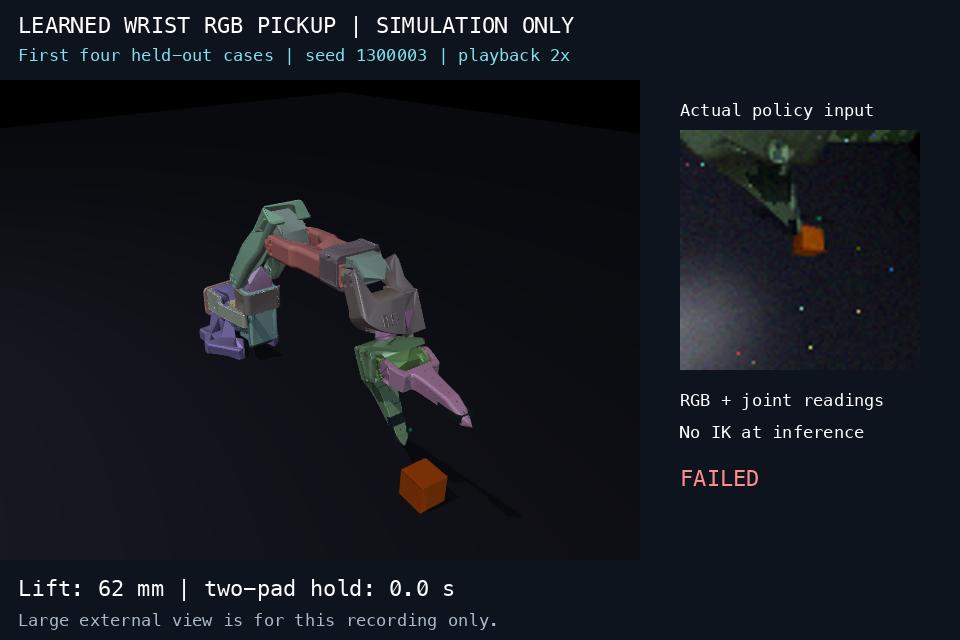 LEARNED WRIST RGB PICKUP | SIMULATION ONLY
First four held-out cases | seed 1300003 | playback 2x
Actual policy input
RGB + joint readings
No IK at inference
FAILED
Lift: 62 mm | two-pad hold: 0.0 s
Large external view is for this recording only.